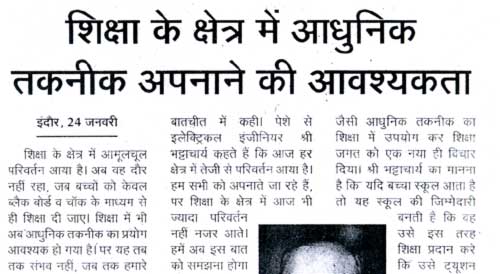 शिक्षा के क्षेत्र में आधुनिक
तकनीक अपनाने की आवश्यकता
इंदौर, 24 जनवरी
शिक्षा के क्षेत्र में आमूलचूल
परिवर्तन आया है। अब वह दौर
नहीं रहा, जब बच्चों को केवल
ब्लैक बोर्ड व चॉक के माध्यम से
ही शिक्षा दी जाए। शिक्षा में भी
अब आधुनिक तकनीक का प्रयोग
आवश्यक हो गया है। पर यह तब
तक संभव नहीं, जब तक हमारे
बातचीत में कही। पेशे से
इलेक्ट्रिकल इंजीनियर श्री
भट्टाचार्य कहते हैं कि आज हर
क्षेत्र में तेजी से परिवर्तन आया है।
हम सभी को अपनाते जा रहे हैं,
पर शिक्षा के क्षेत्र में आज भी
ज्यादा परिवर्तन
नहीं नजर आते।
हमें अब इस बात
को समझना होगा
जैसी आधुनिक तकनीक का
शिक्षा में उपयोग कर शिक्षा
जगत को एक नया ही विचार
दिया। श्री भट्टाचार्य का मानना
है कि यदि बच्चा स्कूल आता है
तो यह स्कूल की जिम्मेदारी
बनती है कि वह
उसे इस तरह
शिक्षा प्रदान करे
कि उसे ट्यूशन